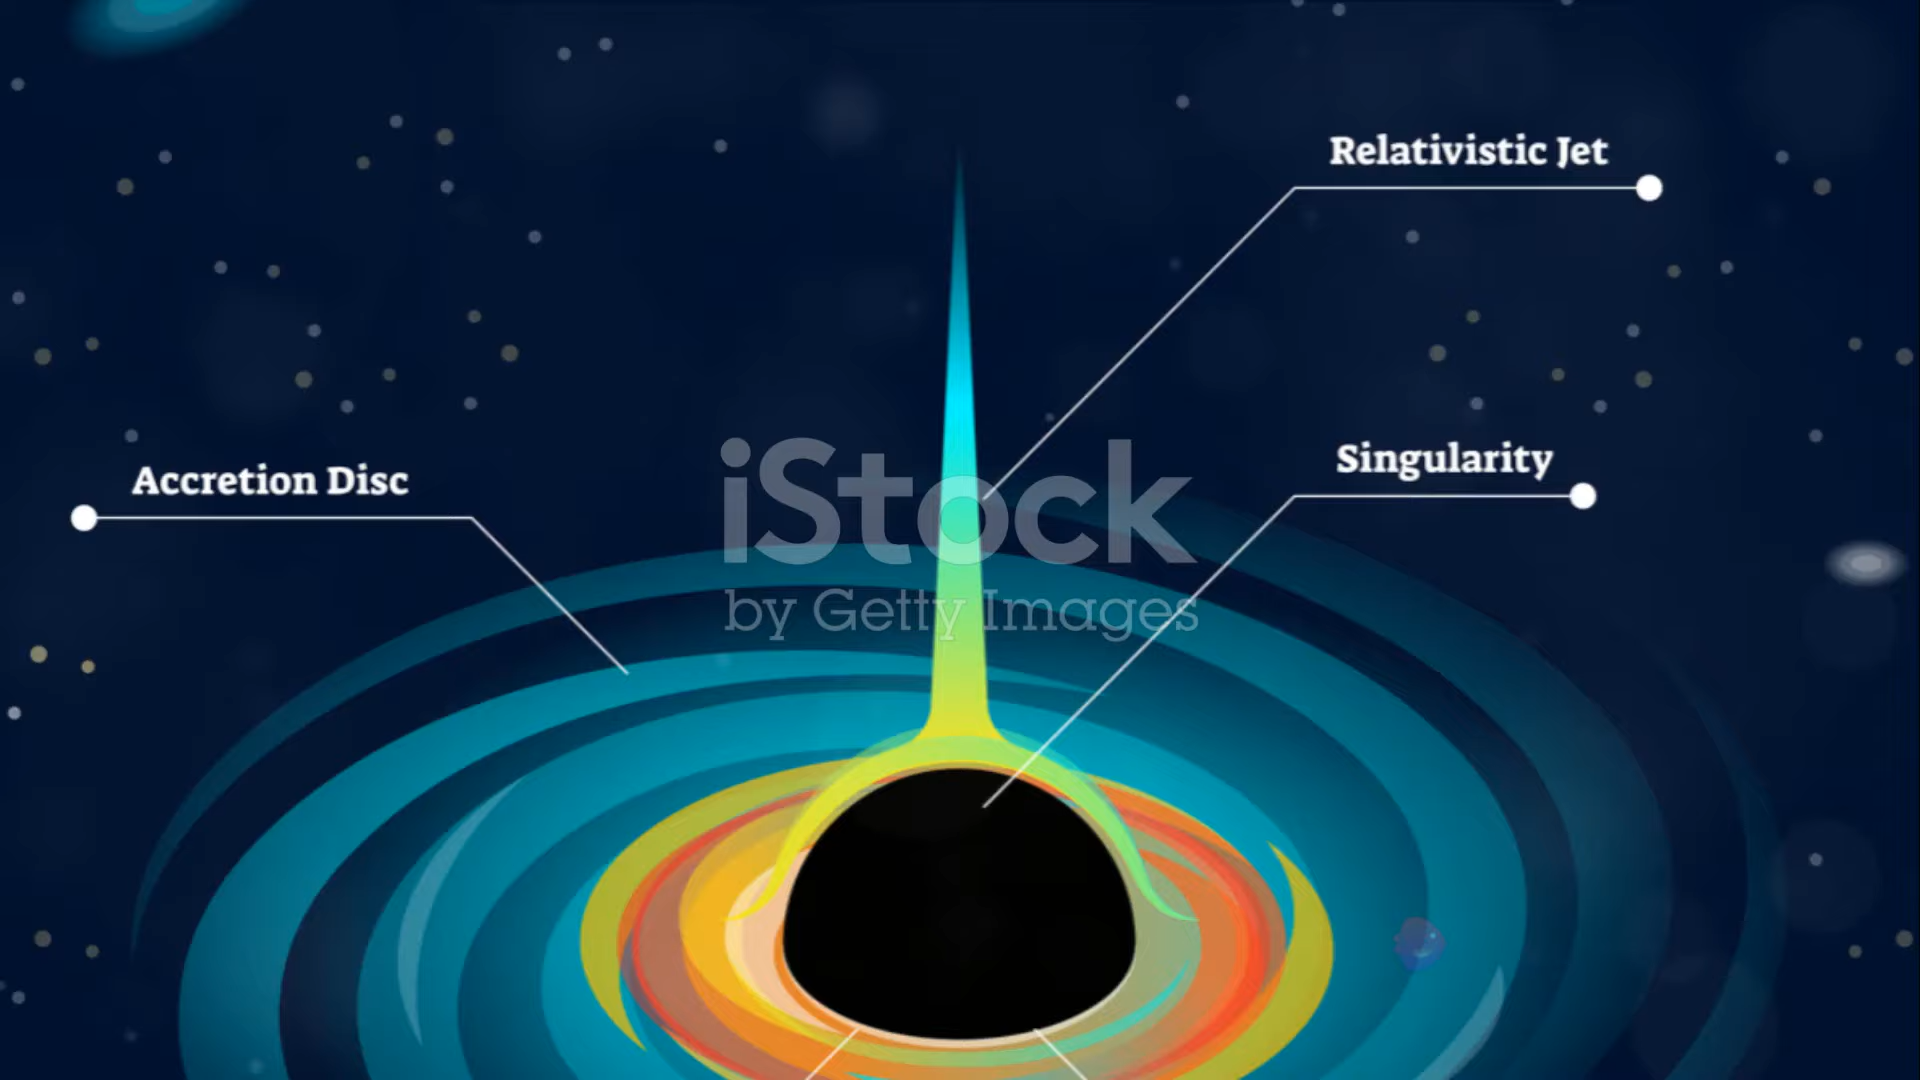 Relativistic Jet
Singularity
Accretion Disc
iStock
by Getty Images